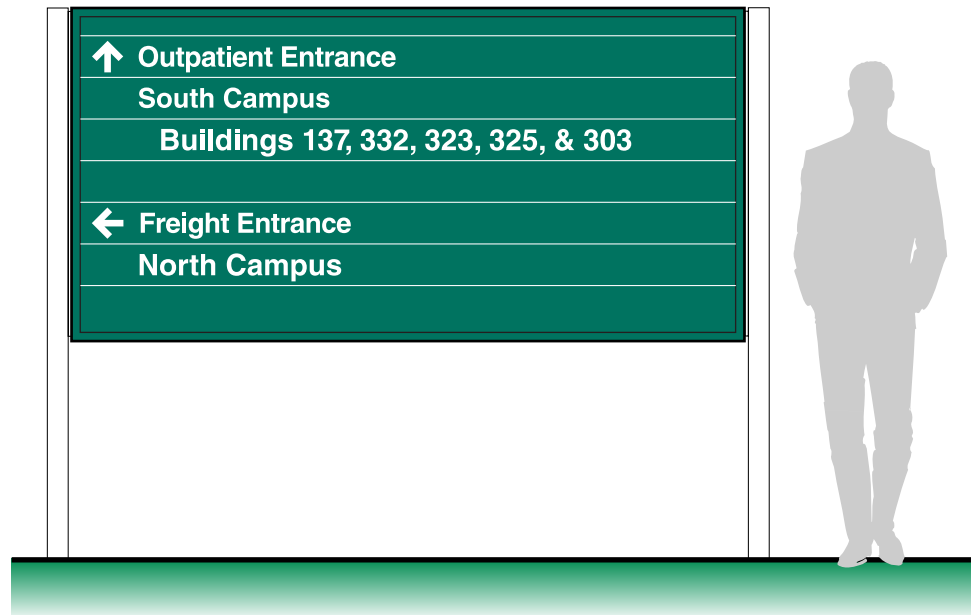 Outpatient Entrance
South Campus
Buildings 137, 332, 323, 325, & 303
Freight Entrance
North Campus